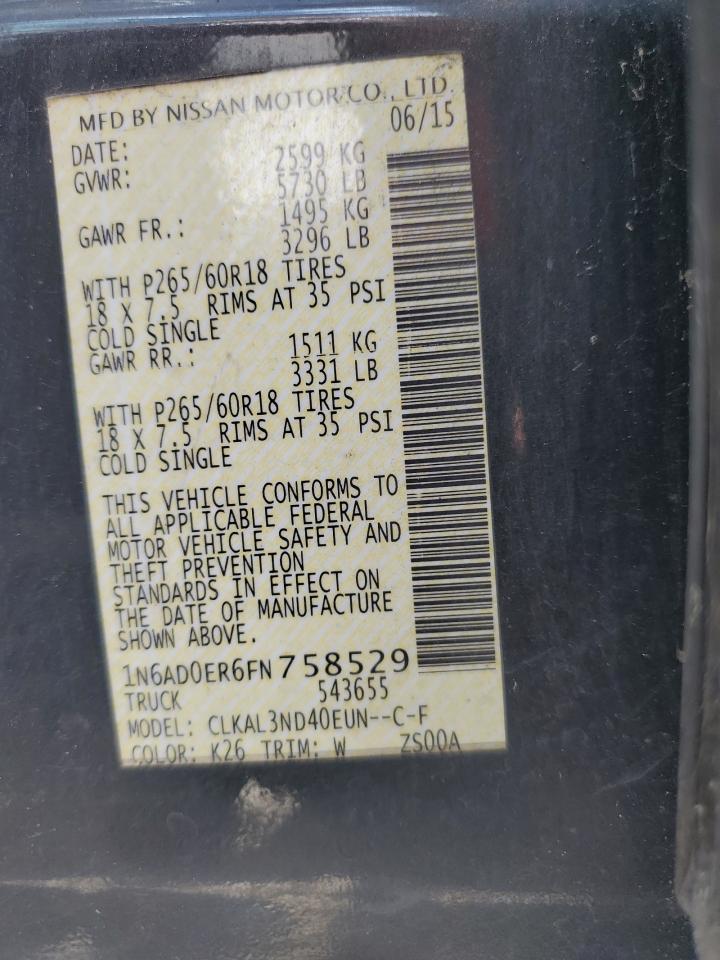 MFD BY NISSAN MOTOR CO., LTD.
DATE: 06/15
GVWR: 2599 KG
5730 LB
GAWR FR.: 1495 KG
3296 LB
WITH P265/60R18 TIRES
18 X 7.5 RIMS AT 35 PSI
COLD SINGLE
GAWR RR.: 1511 KG
3331 LB
WITH P265/60R18 TIRES
18 X 7.5 RIMS AT 35 PSI
COLD SINGLE
THIS VEHICLE CONFORMS TO
ALL APPLICABLE FEDERAL
MOTOR VEHICLE SAFETY AND
THEFT PREVENTION
STANDARDS IN EFFECT ON
THE DATE OF MANUFACTURE
SHOWN ABOVE.
1N6AD0ER6FN758529
TRUCK 543655
MODEL: CLKAL3ND40EUN--C-F
COLOR: K26 TRIM: W ZS00A